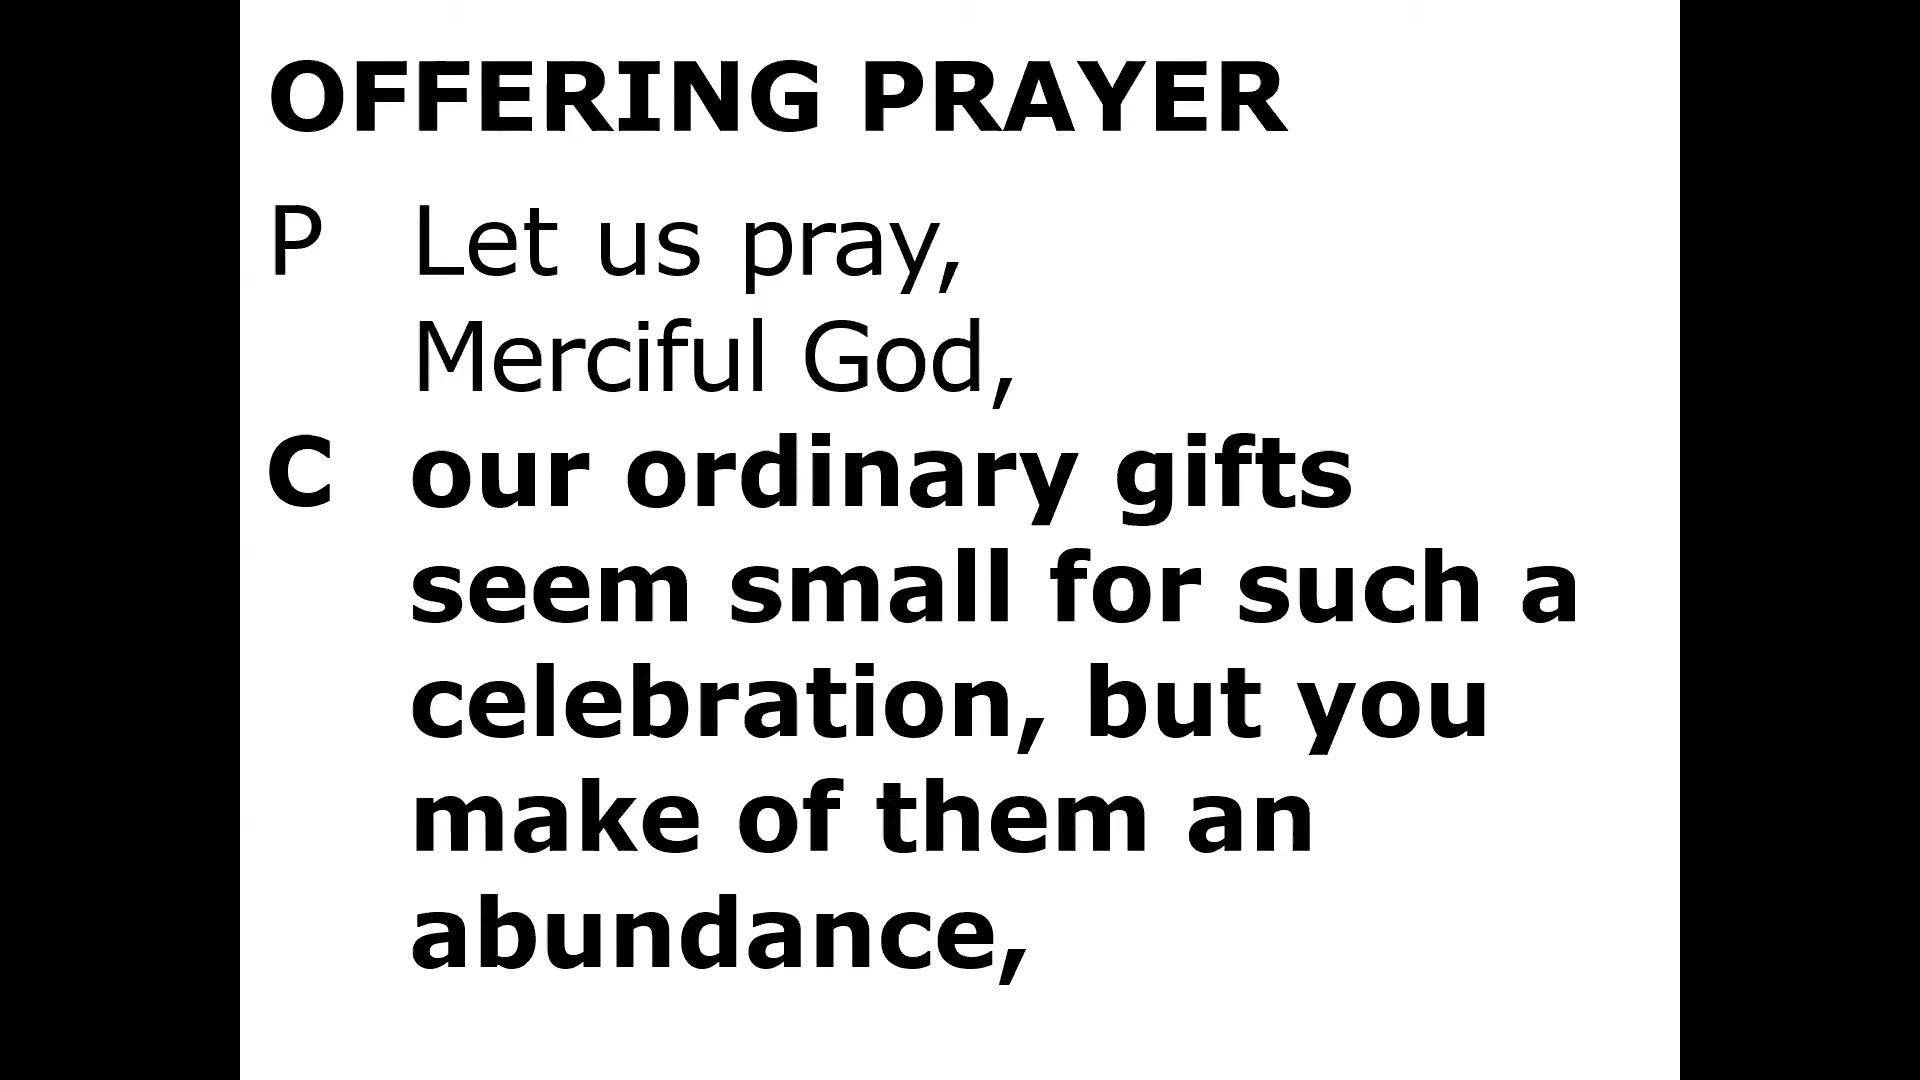 OFFERING PRAYER
P Let us pray,
Merciful God,
C our ordinary gifts
seem small for such a
celebration, but you
make of them an
abundance,